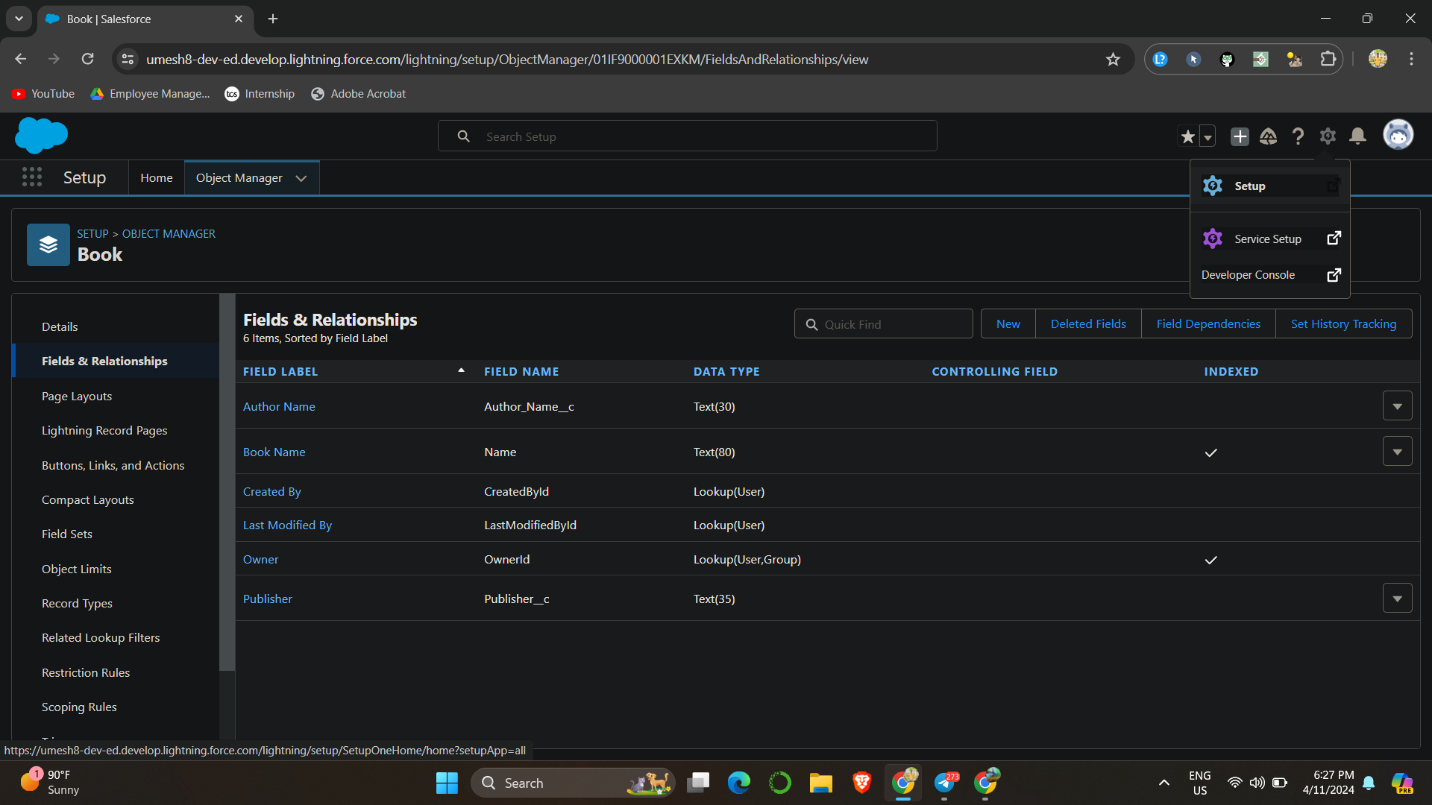 Book | Salesforce
umesh8-dev-ed.develop.lightning.force.com/lightning/setup/ObjectManager/01IF9000001EXKM/FieldsAndRelationships/view
YouTube Employee Manage... tcs Internship Adobe Acrobat
Search Setup
Setup Home Object Manager
Setup
SETUP > OBJECT MANAGER
Book
Service Setup
Developer Console
Details
Fields & Relationships
Page Layouts
Lightning Record Pages
Buttons, Links, and Actions
Compact Layouts
Field Sets
Object Limits
Record Types
Related Lookup Filters
Restriction Rules
Scoping Rules
Fields & Relationships
6 Items, Sorted by Field Label
Quick Find New Deleted Fields Field Dependencies Set History Tracking
FIELD LABEL FIELD NAME DATA TYPE CONTROLLING FIELD INDEXED
Author Name Author_Name__c Text(30)
Book Name Name Text(80)
Created By CreatedById Lookup(User)
Last Modified By LastModifiedById Lookup(User)
Owner OwnerId Lookup(User,Group)
Publisher Publisher__c Text(35)
https://umesh8-dev-ed.develop.lightning.force.com/lightning/setup/SetupOneHome/home?setupApp=all
1 90°F
Sunny
Search
273
ENG
US
6:27 PM
4/11/2024
PRE